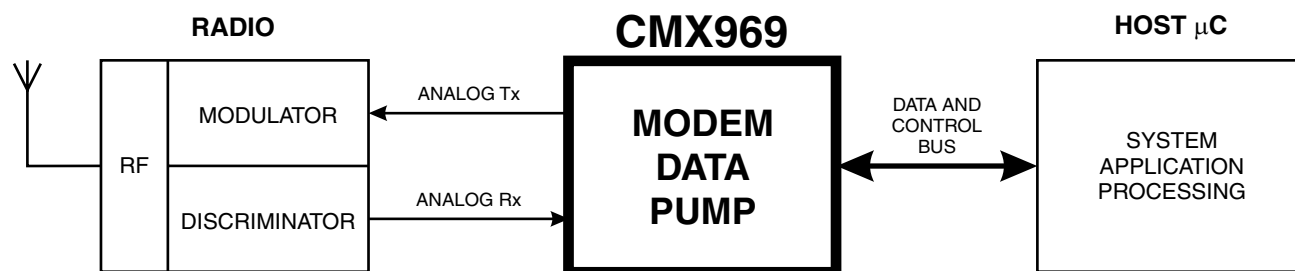 RADIO
CMX969
HOST μC
RF
MODULATOR
DISCRIMINATOR
ANALOG Tx
ANALOG Rx
MODEM
DATA
PUMP
DATA AND
CONTROL
BUS
SYSTEM
APPLICATION
PROCESSING